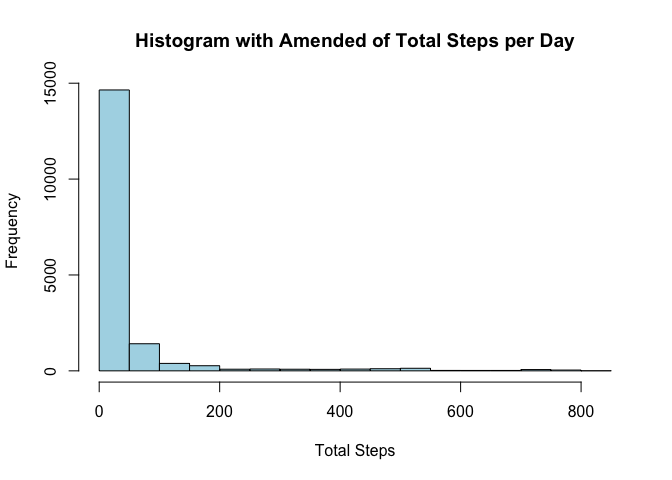 Histogram with Amended of Total Steps per Day
Frequency
15000
10000
5000
0
0 200 400 600 800
Total Steps